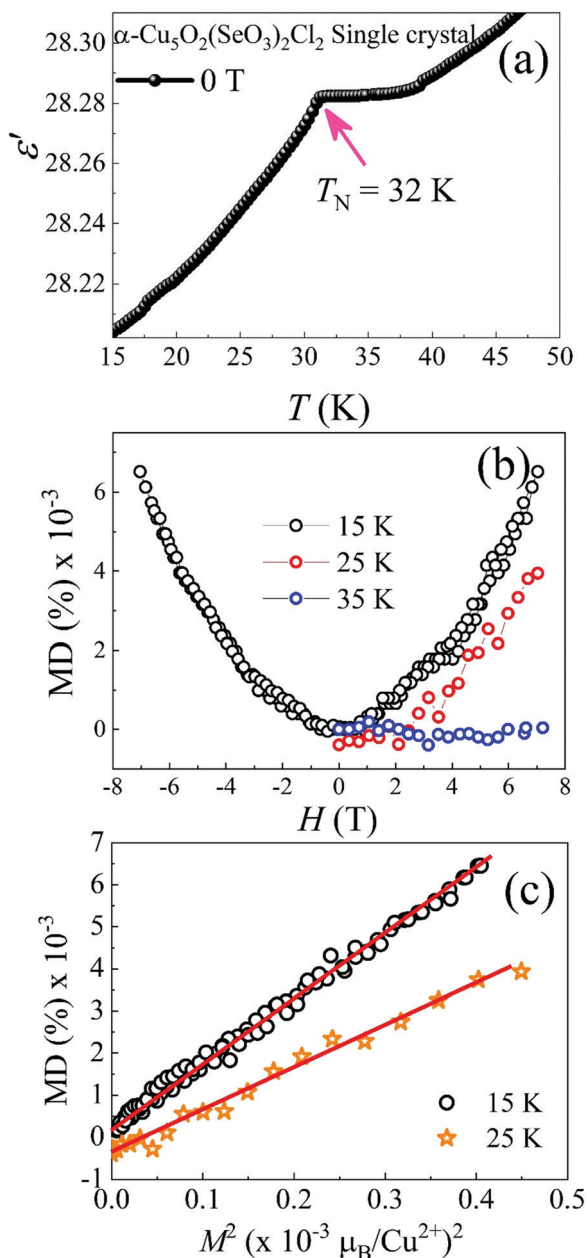 28.30
28.28
28.26
28.24
28.22
ε′
α-Cu₅O₂(SeO₃)₂Cl₂ Single crystal
(a)
0 T
T_N = 32 K
15 20 25 30 35 40 45 50
T (K)
6
4
2
0
MD (%) x 10⁻³
(b)
15 K
25 K
35 K
-8 -6 -4 -2 0 2 4 6 8
H (T)
7
6
5
4
3
2
1
0
-1
MD (%) x 10⁻³
(c)
15 K
25 K
0.0 0.1 0.2 0.3 0.4 0.5
M² (x 10⁻³ μ_B/Cu²⁺)²